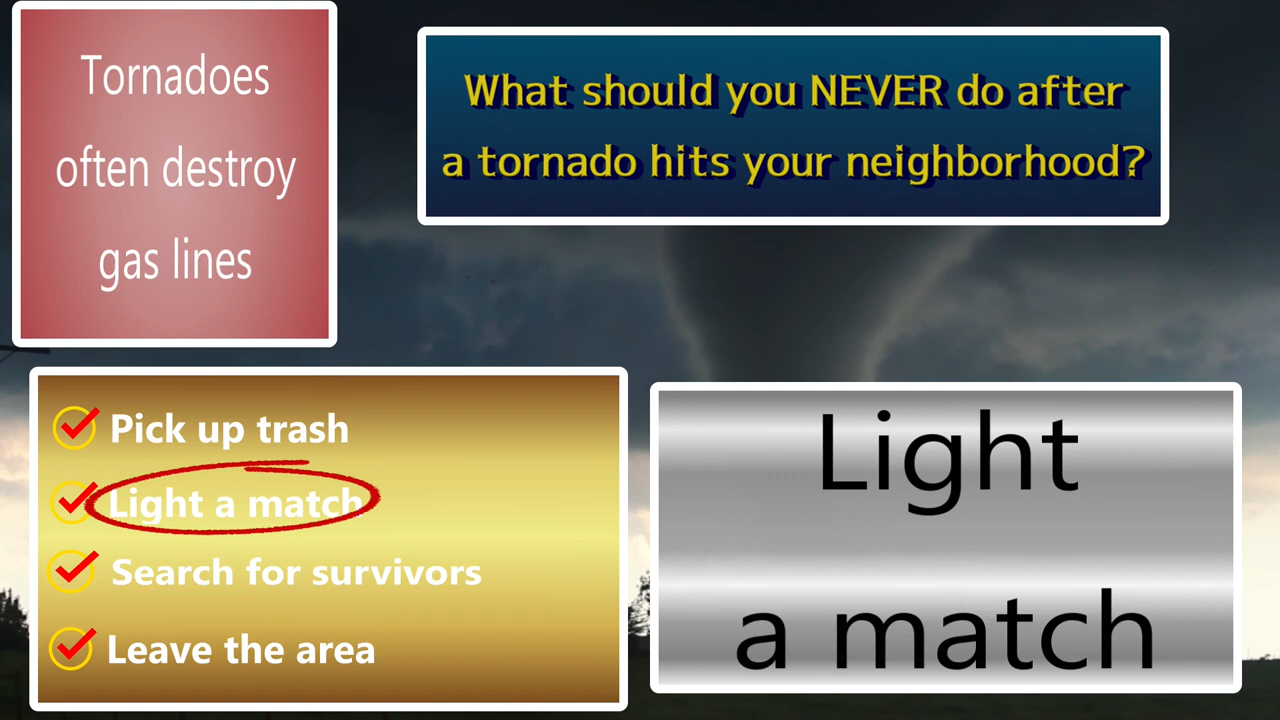 Tornadoes
often destroy
gas lines
What should you NEVER do after
a tornado hits your neighborhood?
Pick up trash
Light a match
Search for survivors
Leave the area
Light
a match